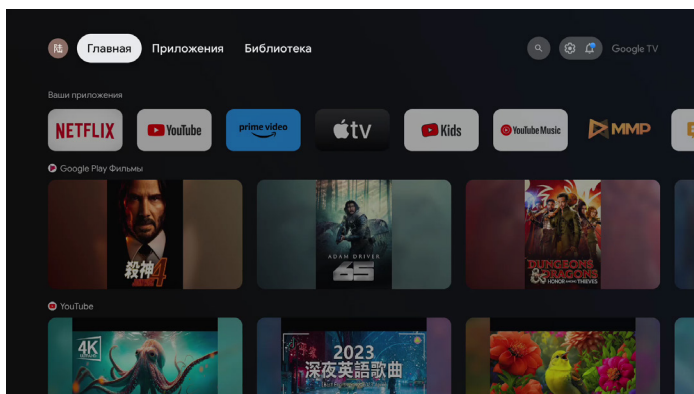 Главная Приложения Библиотека Google TV
Ваши приложения
NETFLIX YouTube prime video tv Kids YouTube Music MMP
Google Play Фильмы
殺神4
ADAM DRIVER
65
DUNGEONS
& DRAGONS
HONOR AMONG THIEVES
YouTube
4K
2023
深夜英語歌曲